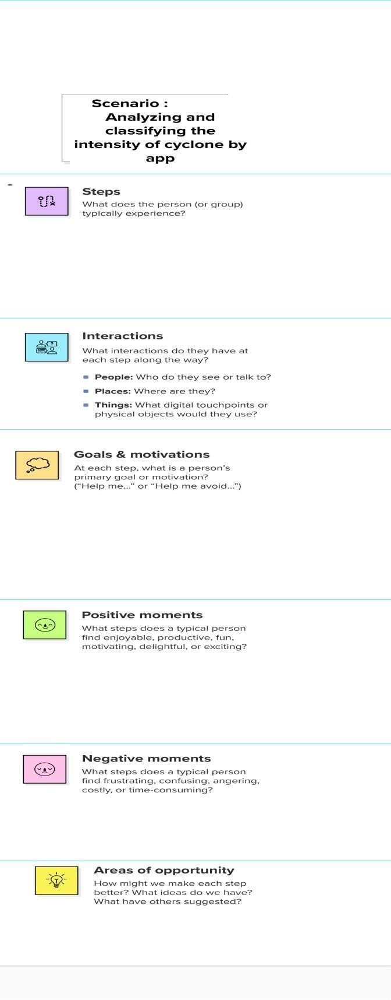 Scenario :
Analyzing and
classifying the
intensity of cyclone by
app
=
Steps
What does the person (or group)
typically experience?
?
Interactions
What interactions do they have at
each step along the way?
People: Who do they see or talk to?
Places: Where are they?
Things: What digital touchpoints or
physical objects would they use?
Goals & motivations
At each step, what is a person’s
primary goal or motivation?
(“Help me...” or “Help me avoid...”)
Positive moments
What steps does a typical person
find enjoyable, productive, fun,
motivating, delightful, or exciting?
Negative moments
What steps does a typical person
find frustrating, confusing, angering,
costly, or time-consuming?
Areas of opportunity
How might we make each step
better? What ideas do we have?
What have others suggested?